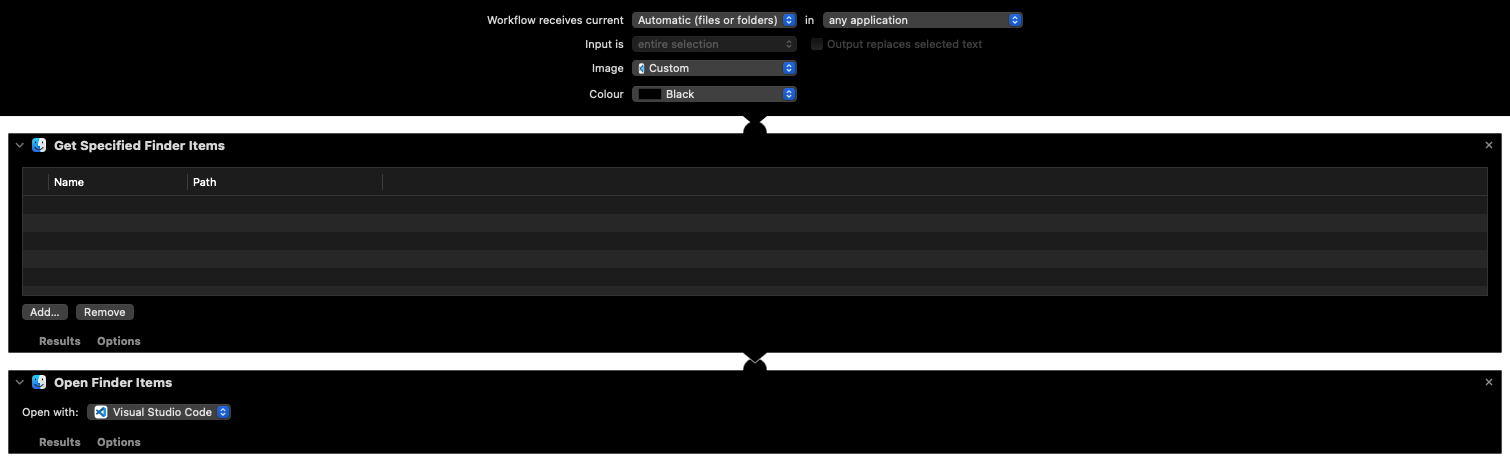 Workflow receives current Automatic (files or folders) in any application
Input is entire selection Output replaces selected text
Image Custom
Colour Black
Get Specified Finder Items
Name Path
Add... Remove
Results Options
Open Finder Items
Open with: Visual Studio Code
Results Options